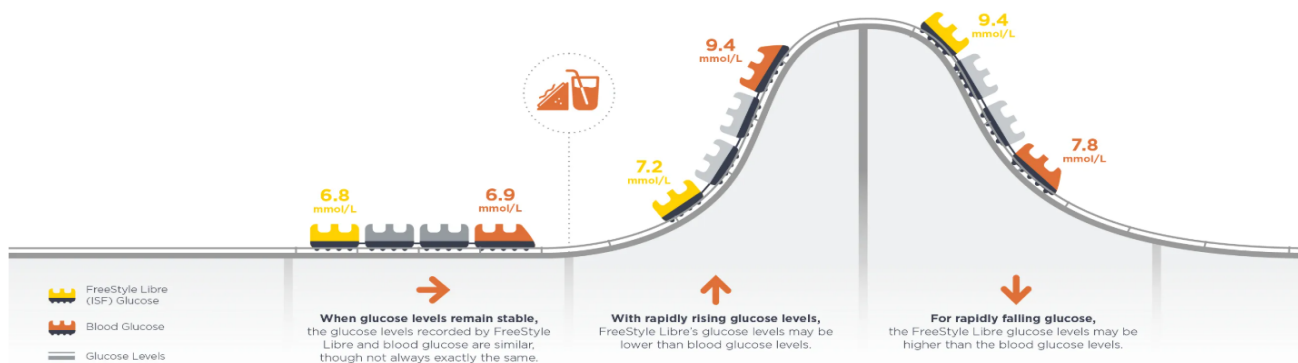 9.4
mmol/L
9.4
mmol/L
7.2
mmol/L
7.8
mmol/L
6.8
mmol/L
6.9
mmol/L
FreeStyle Libre
(ISF) Glucose
Blood Glucose
Glucose Levels
When glucose levels remain stable,
the glucose levels recorded by FreeStyle
Libre and blood glucose are similar,
though not always exactly the same.
With rapidly rising glucose levels,
FreeStyle Libre's glucose levels may be
lower than blood glucose levels.
For rapidly falling glucose,
the FreeStyle Libre glucose levels may be
higher than the blood glucose levels.